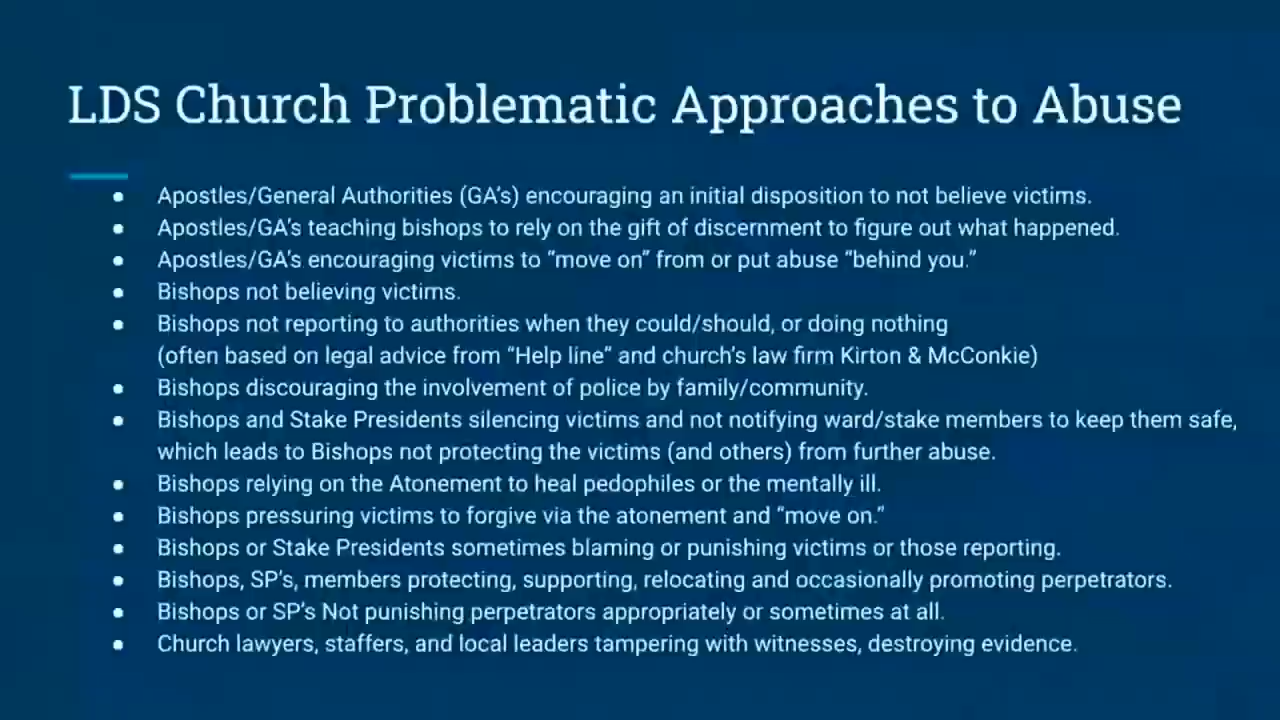 LDS Church Problematic Approaches to Abuse
● Apostles/General Authorities (GA's) encouraging an initial disposition to not believe victims.
● Apostles/GA's teaching bishops to rely on the gift of discernment to figure out what happened.
● Apostles/GA's encouraging victims to “move on” from or put abuse “behind you.”
● Bishops not believing victims.
● Bishops not reporting to authorities when they could/should, or doing nothing
(often based on legal advice from “Help line” and church's law firm Kirton & McConkie)
● Bishops discouraging the involvement of police by family/community.
● Bishops and Stake Presidents silencing victims and not notifying ward/stake members to keep them safe,
which leads to Bishops not protecting the victims (and others) from further abuse.
● Bishops relying on the Atonement to heal pedophiles or the mentally ill.
● Bishops pressuring victims to forgive via the atonement and “move on.”
● Bishops or Stake Presidents sometimes blaming or punishing victims or those reporting.
● Bishops, SP's, members protecting, supporting, relocating and occasionally promoting perpetrators.
● Bishops or SP's Not punishing perpetrators appropriately or sometimes at all.
● Church lawyers, staffers, and local leaders tampering with witnesses, destroying evidence.